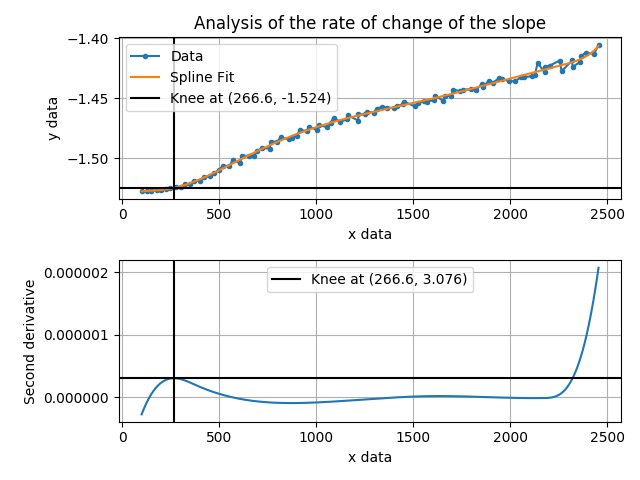 Analysis of the rate of change of the slope
Data
Spline Fit
Knee at (266.6, -1.524)
−1.40
−1.45
−1.50
y data
0
500
1000
1500
2000
2500
x data
Knee at (266.6, 3.076)
0.000002
0.000001
0.000000
Second derivative
0
500
1000
1500
2000
2500
x data